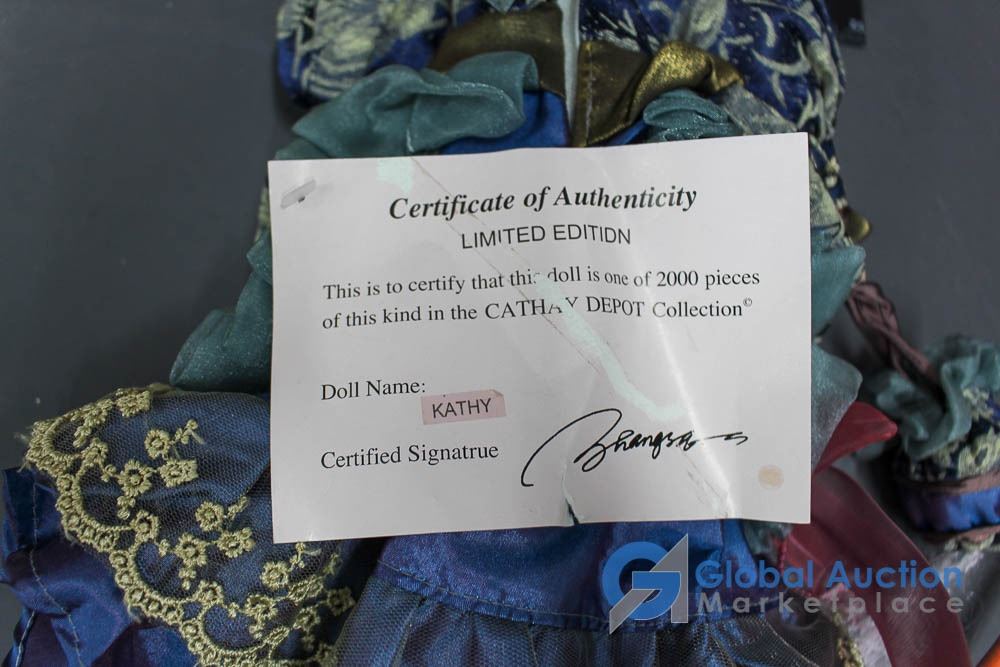 Certificate of Authenticity
LIMITED EDITION
This is to certify that this doll is one of 2000 pieces
of this kind in the CATHAY DEPOT Collection©
Doll Name:
KATHY
Certified Signatrue
Global Auction
Marketplace